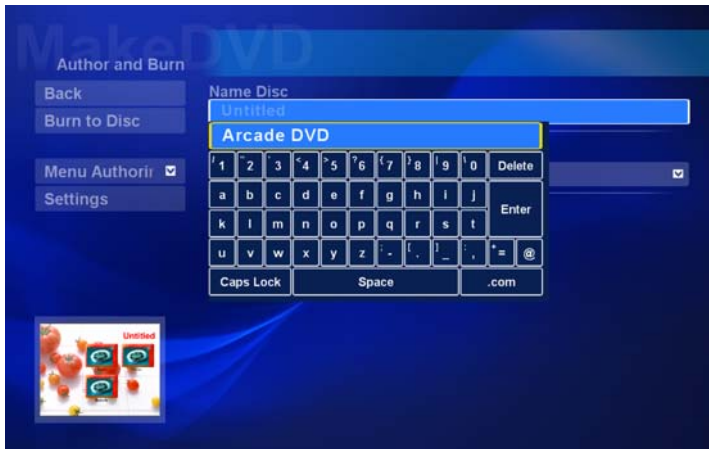 MakeDVD
Author and Burn
Back
Name Disc
Untitled
Burn to Disc
Arcade DVD
1 2 3 < 4 > 5 ? 6 { 7 } 8 | 9 \ 0 Delete
Menu Authorin
a b c d e f g h i j
Settings
Enter
k l m n o p q r s t
u v w x y z ; - [ . ] _ : , + = @
Caps Lock Space .com
Untitled